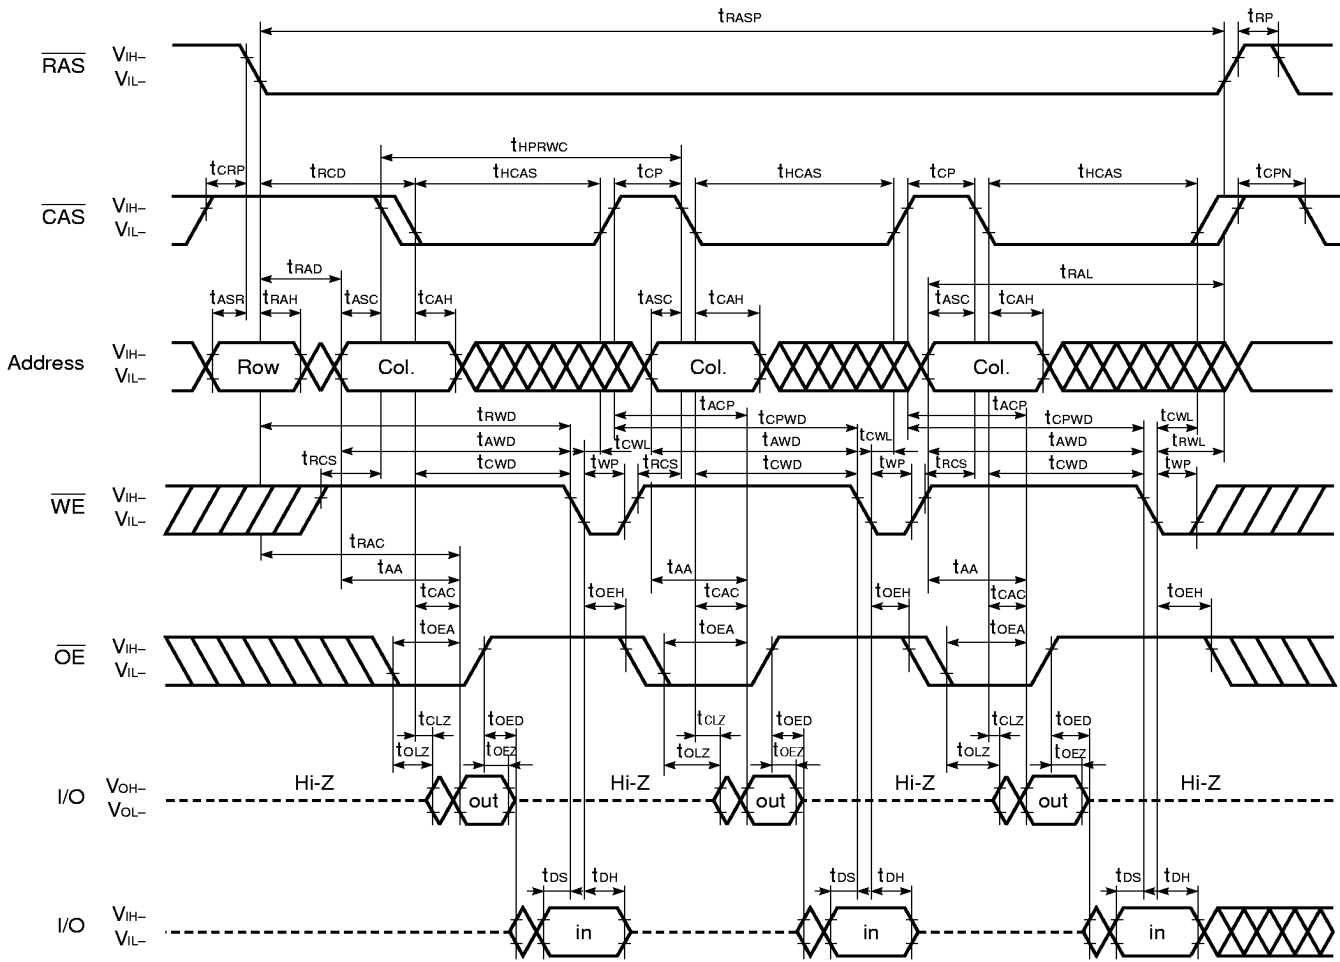 tRASP tRP
RAS VIH– VIL–
tHPRWC
tCRP tRCD tHCAS tCP tHCAS tCP tHCAS tCPN
CAS VIH– VIL–
tRAD tRAL
tASR tRAH tASC tCAH tASC tCAH tASC tCAH
Address VIH– VIL– Row Col. Col. Col.
tACP tACP
tRWD tCPWD tCPWD tCWL
tAWD tCWL tAWD tCWL tAWD tRWL
tRCS tCWD tWP tRCS tCWD tWP tRCS tCWD tWP
WE VIH– VIL–
tRAC
tAA tAA tAA
tCAC tOEH tCAC tOEH tCAC tOEH
tOEA tOEA tOEA
OE VIH– VIL–
tCLZ tOED tCLZ tOED tCLZ tOED
tOLZ tOEZ tOLZ tOEZ tOLZ tOEZ
I/O VOH– VOL– Hi-Z out Hi-Z out Hi-Z out Hi-Z
tDS tDH tDS tDH tDS tDH
I/O VIH– VIL– in in in